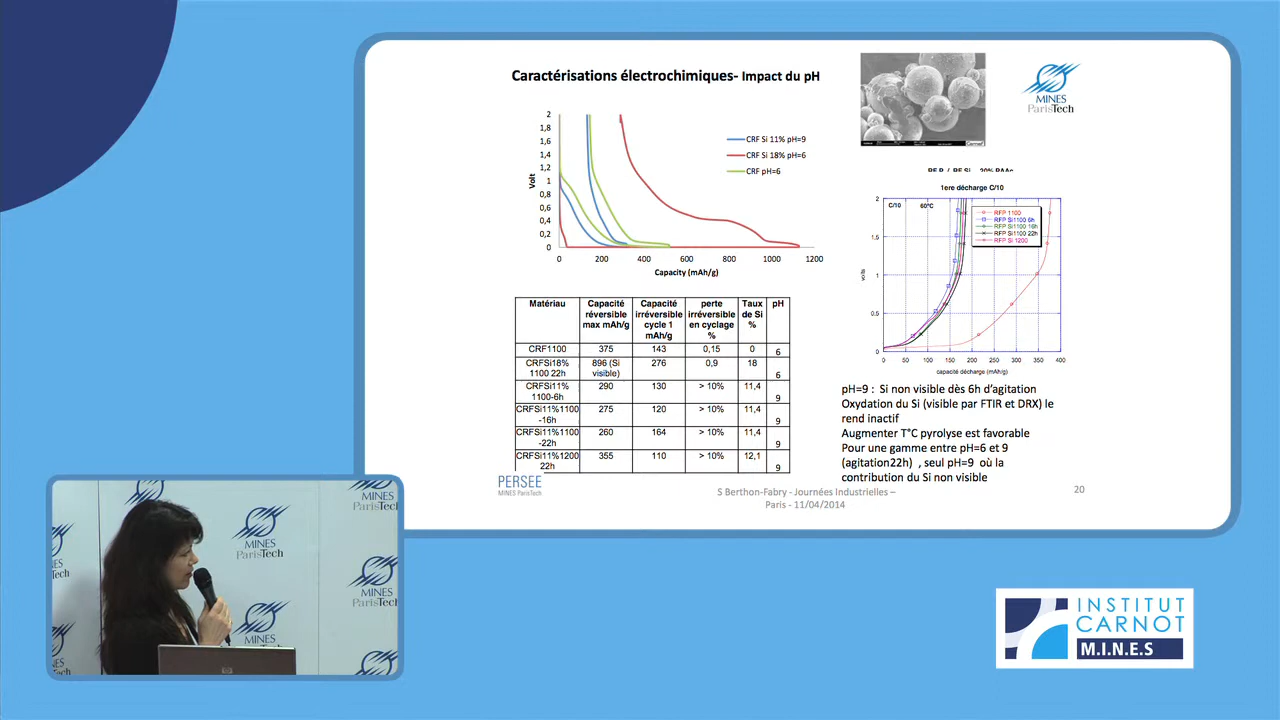 Caractérisations électrochimiques- Impact du pH
MINES
ParisTech
2
1,8
1,6
1,4
1,2
1
0,8
0,6
0,4
0,2
0
Volt
0 200 400 600 800 1000 1200
Capacity (mAh/g)
CRF Si 11% pH=9
CRF Si 18% pH=6
CRF pH=6
1ere décharge C/10
C/10 60°C
RFP 1100
RFP Si1100 6h
RFP Si1100 16h
RFP Si1100 22h
RFP Si 1200
2
1.5
1
0.5
0
volts
0 50 100 150 200 250 300 350 400
capacité décharge (mAh/g)
Matériau Capacité réversible max mAh/g Capacité irréversible cycle 1 mAh/g perte irréversible en cyclage % Taux de Si % pH
CRF1100 375 143 0,15 0 6
CRFSi18% 1100 22h 896 (Si visible) 276 0,9 18 6
CRFSi11% 1100-6h 290 130 > 10% 11,4 9
CRFSi11%1100 -16h 275 120 > 10% 11,4 9
CRFSi11%1100 -22h 260 164 > 10% 11,4 9
CRFSi11%1200 22h 355 110 > 10% 12,1 9
pH=9 : Si non visible dès 6h d'agitation
Oxydation du Si (visible par FTIR et DRX) le
rend inactif
Augmenter T°C pyrolyse est favorable
Pour une gamme entre pH=6 et 9
(agitation22h) , seul pH=9 où la
contribution du Si non visible
PERSEE
MINES ParisTech
S Berthon-Fabry - Journées Industrielles –
Paris - 11/04/2014
20
ParisTech
MINES
ParisTech
MINES
ParisTech
MINES
ParisTech
INSTITUT
CARNOT
M.I.N.E.S